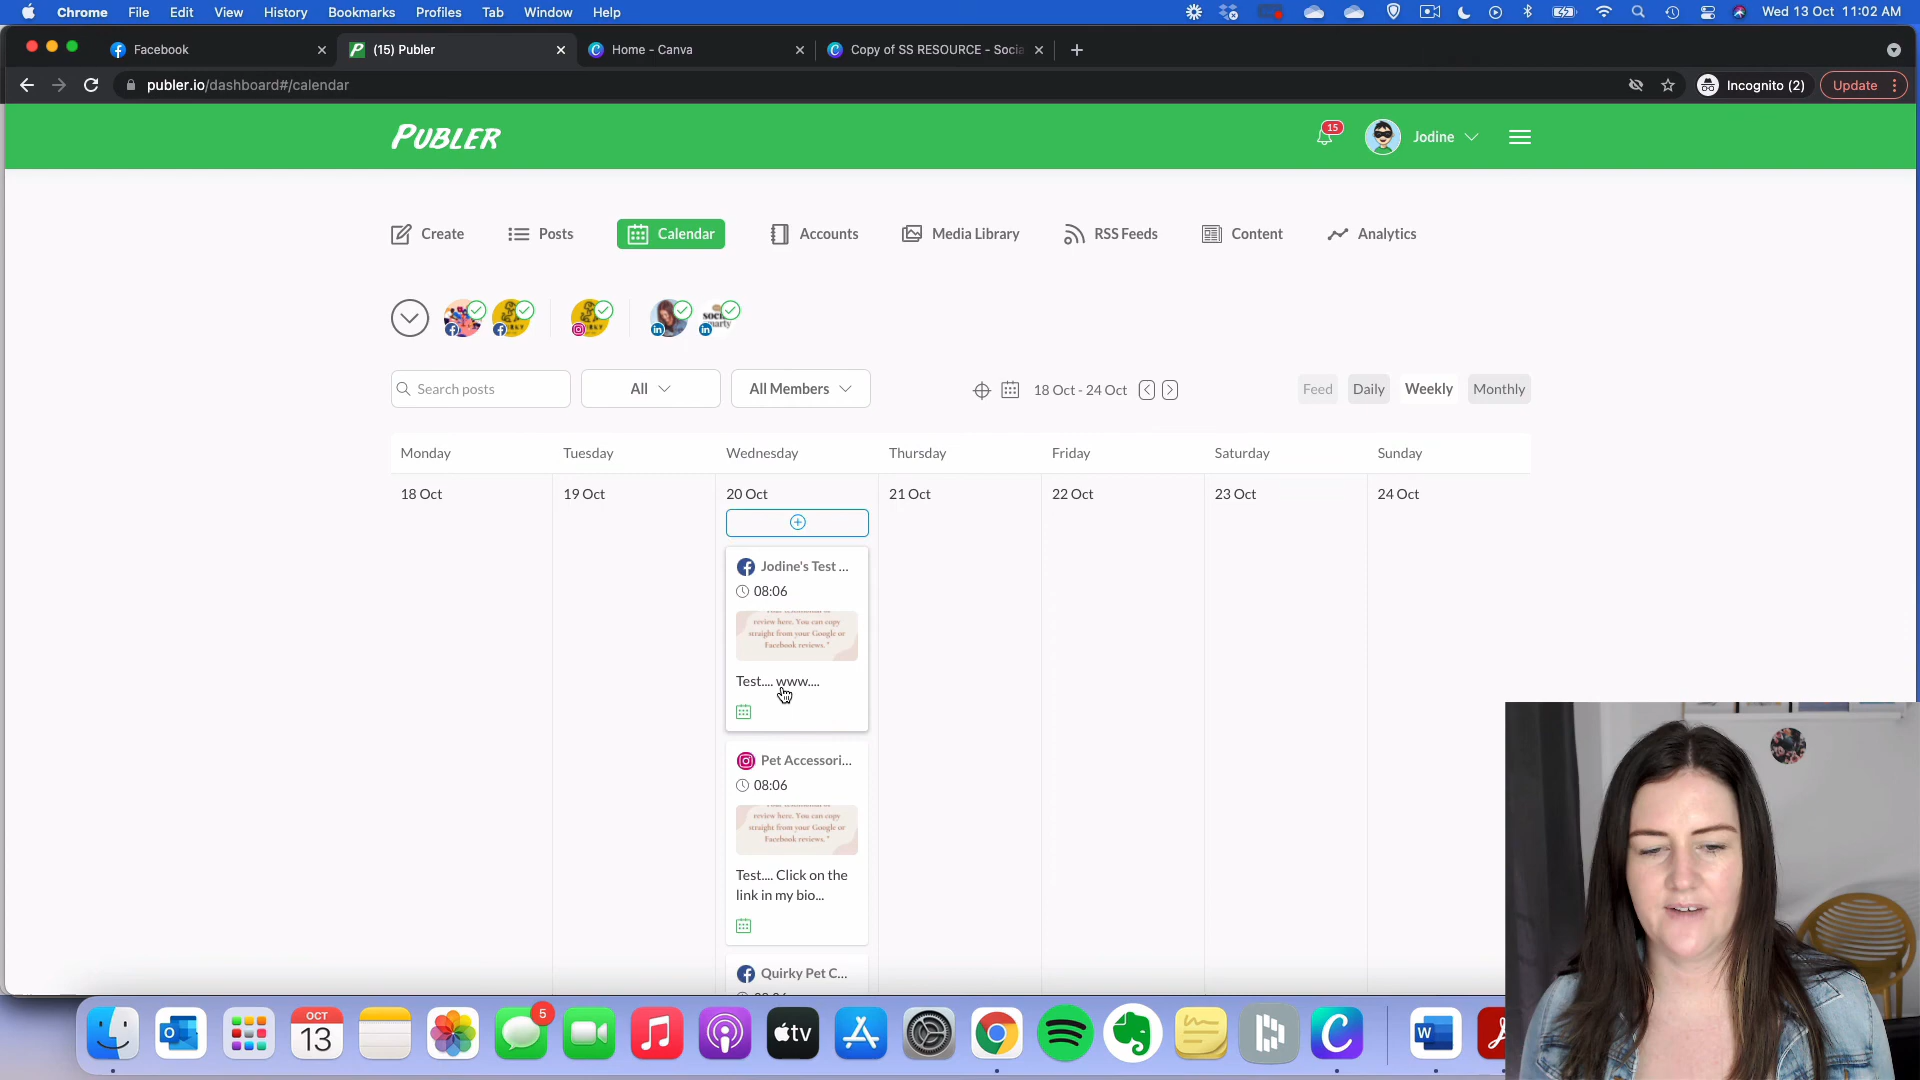 Chrome File Edit View History Bookmarks Profiles Tab Window Help Wed 13 Oct 11:02 AM
Facebook (15) Publer Home - Canva Copy of SS RESOURCE - Socia
publer.io/dashboard#/calendar Incognito (2) Update
PUBLER 15 Jodine
Create Posts Calendar Accounts Media Library RSS Feeds Content Analytics
Search posts All All Members 18 Oct - 24 Oct Feed Daily Weekly Monthly
Monday Tuesday Wednesday Thursday Friday Saturday Sunday
18 Oct 19 Oct 20 Oct 21 Oct 22 Oct 23 Oct 24 Oct
Jodine's Test ...
08:06
review here. You can copy
straight from your Google or
Facebook reviews."
Test.... www....
Pet Accessori...
08:06
review here. You can copy
straight from your Google or
Facebook reviews."
Test.... Click on the
link in my bio...
Quirky Pet C...
OCT
13
5
tv
W